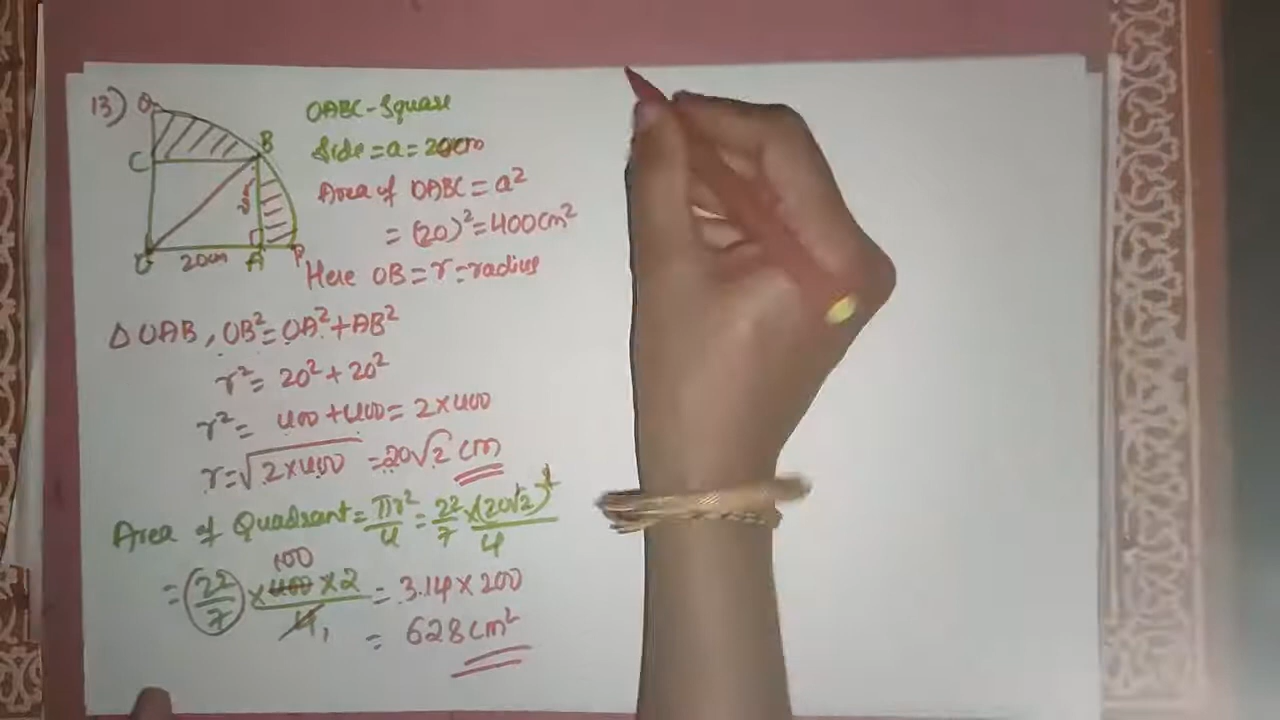 13)
Q
C
B
20cm
O
20cm
A
P
OABC-Square
Side = a = 20cm
Area of OABC = a²
= (20)² = 400cm²
Here OB = r = radius
Δ OAB, OB² = OA² + AB²
r² = 20² + 20²
r² = 400 + 400 = 2×400
r = √2×400 = 20√2 cm
Area of Quadrant = πr²/4 = 22/7 × (20√2)²/4
100
= 22/7 × 400 × 2/4, 1 = 3.14 × 200
= 628cm²